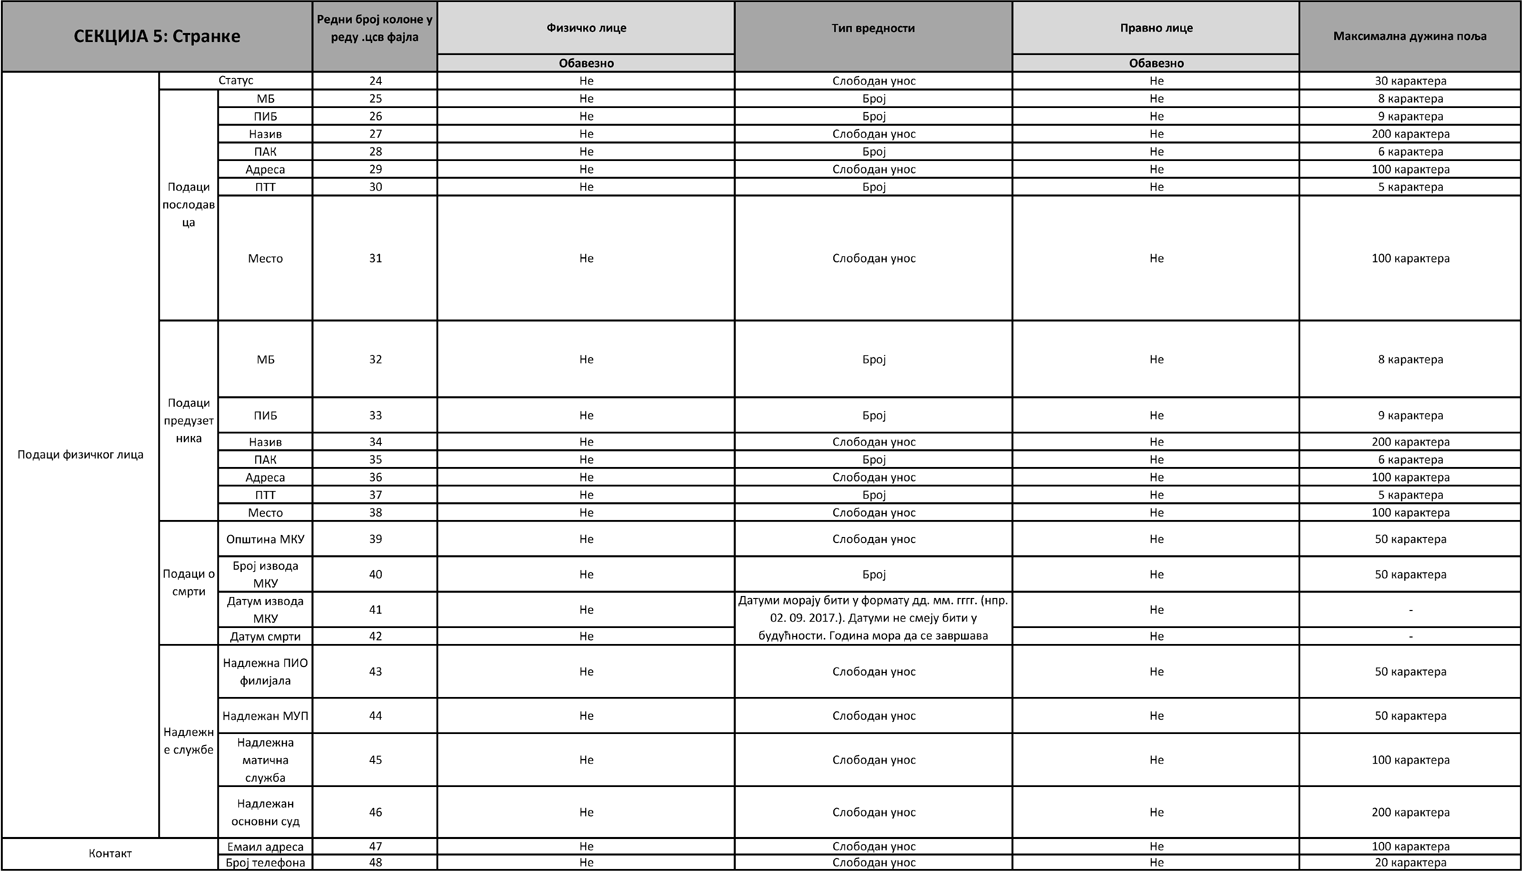 СЕКЦИЈА 5: Странке
Редни број колоне у
реду .цсв фајла
Физичко лице
Тип вредности
Правно лице
Максимална дужина поља
Обавезно
Обавезно
Подаци физичког лица
Статус 24 Не Слободан унос Не 30 карактера
Подаци
послодав
ца
МБ 25 Не Број Не 8 карактера
ПИБ 26 Не Број Не 9 карактера
Назив 27 Не Слободан унос Не 200 карактера
ПАК 28 Не Број Не 6 карактера
Адреса 29 Не Слободан унос Не 100 карактера
ПТТ 30 Не Број Не 5 карактера
Место 31 Не Слободан унос Не 100 карактера
Подаци
предузет
ника
МБ 32 Не Број Не 8 карактера
ПИБ 33 Не Број Не 9 карактера
Назив 34 Не Слободан унос Не 200 карактера
ПАК 35 Не Број Не 6 карактера
Адреса 36 Не Слободан унос Не 100 карактера
ПТТ 37 Не Број Не 5 карактера
Место 38 Не Слободан унос Не 100 карактера
Подаци о
смрти
Општина МКУ 39 Не Слободан унос Не 50 карактера
Број извода
МКУ
40 Не Број Не 50 карактера
Датум извода
МКУ
41 Не
Датуми морају бити у формату дд. мм. гггг. (нпр.
02. 09. 2017.). Датуми не смеју бити у
будућности. Година мора да се завршава
Не -
Датум смрти 42 Не Не -
Надлежн
е службе
Надлежна ПИО
филијала
43 Не Слободан унос Не 50 карактера
Надлежан МУП 44 Не Слободан унос Не 50 карактера
Надлежна
матична
служба
45 Не Слободан унос Не 100 карактера
Надлежан
основни суд
46 Не Слободан унос Не 200 карактера
Контакт
Емаил адреса 47 Не Слободан унос Не 100 карактера
Број телефона 48 Не Слободан унос Не 20 карактера